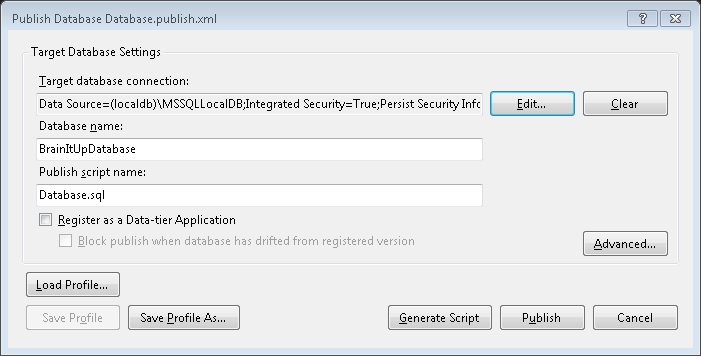 Publish Database Database.publish.xml
Target Database Settings
Target database connection:
Data Source=(localdb)\MSSQLLocalDB;Integrated Security=True;Persist Security Info
Edit...
Clear
Database name:
BrainItUpDatabase
Publish script name:
Database.sql
Register as a Data-tier Application
Block publish when database has drifted from registered version
Advanced...
Load Profile...
Save Profile
Save Profile As...
Generate Script
Publish
Cancel